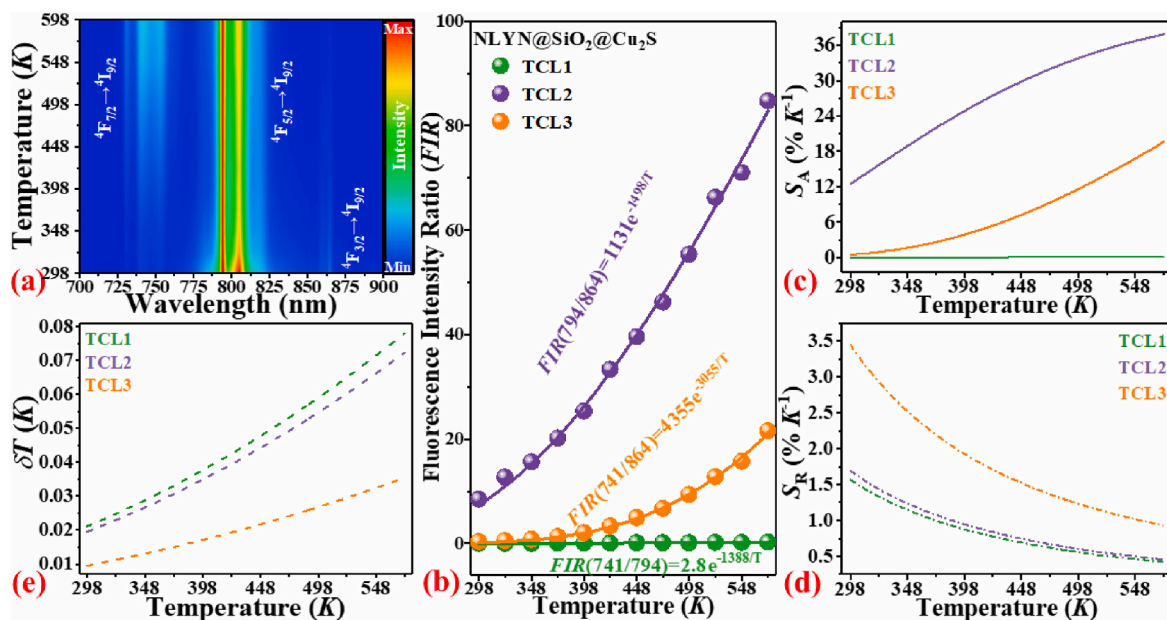 598
548
498
448
398
348
298
Temperature (K)
⁴F₇/₂→⁴I₉/₂
⁴F₅/₂→⁴I₉/₂
⁴F₃/₂→⁴I₉/₂
Max
Intensity
Min
700 725 750 775 800 825 850 875 900
Wavelength (nm)
(a)
100
80
60
40
20
0
Fluorescence Intensity Ratio (FIR)
NLYN@SiO₂@Cu₂S
TCL1
TCL2
TCL3
FIR(794/864)=1131e^-1498/T
FIR(741/864)=4355e^-3055/T
FIR(741/794)=2.8e^-1388/T
298 348 398 448 498 548
Temperature (K)
(b)
36
30
24
18
12
6
0
S_A (% K⁻¹)
TCL1
TCL2
TCL3
298 348 398 448 498 548
Temperature (K)
(c)
3.5
3.0
2.5
2.0
1.5
1.0
0.5
S_R (% K⁻¹)
TCL1
TCL2
TCL3
298 348 398 448 498 548
Temperature (K)
(d)
0.08
0.07
0.06
0.05
0.04
0.03
0.02
0.01
δT (K)
TCL1
TCL2
TCL3
298 348 398 448 498 548
Temperature (K)
(e)